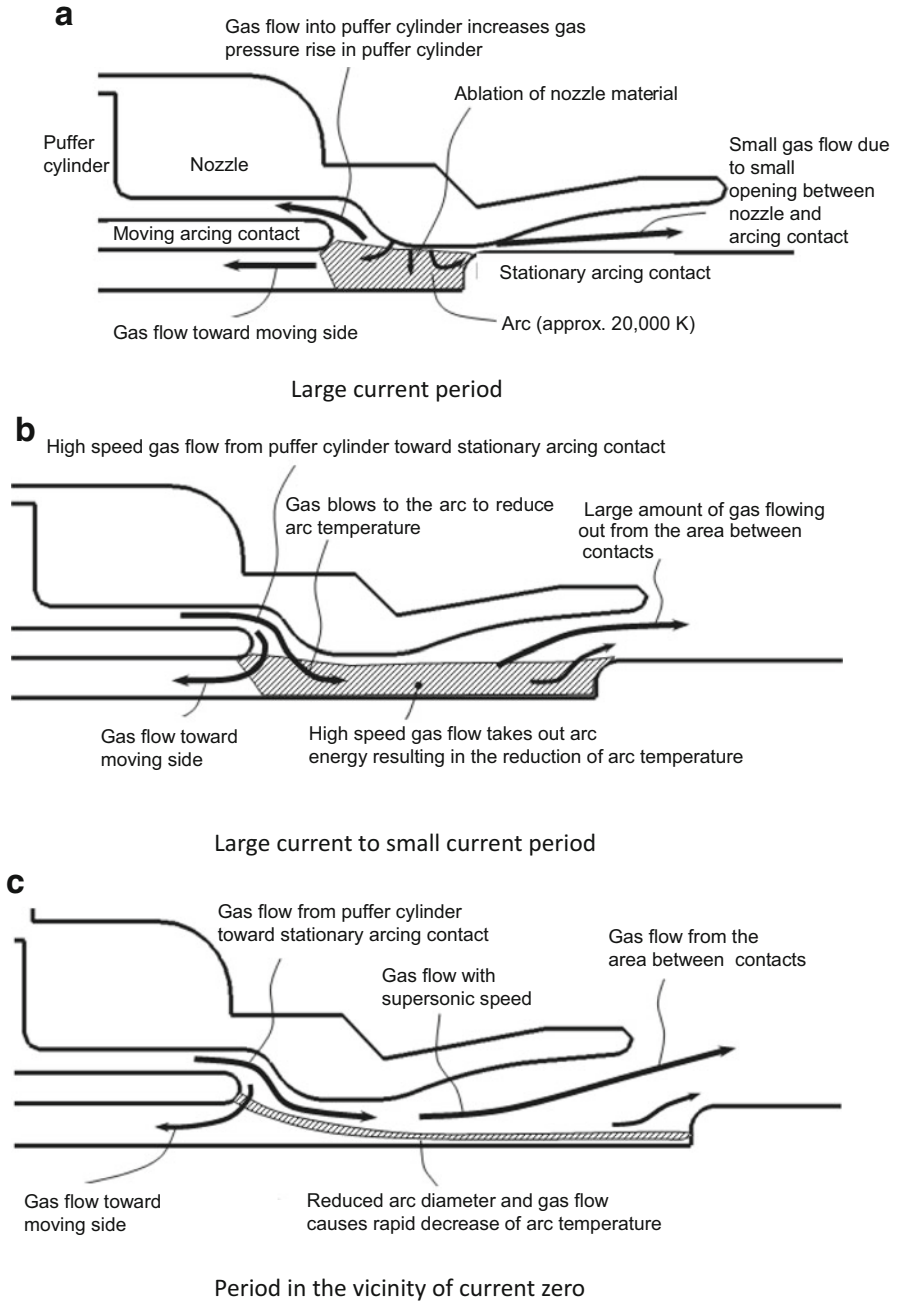 a
Gas flow into puffer cylinder increases gas
pressure rise in puffer cylinder
Ablation of nozzle material
Puffer
cylinder
Nozzle
Small gas flow due
to small
opening between
nozzle and
arcing contact
Moving arcing contact
Stationary arcing contact
Gas flow toward moving side
Arc (approx. 20,000 K)
Large current period
b
High speed gas flow from puffer cylinder toward stationary arcing contact
Gas blows to the arc to reduce
arc temperature
Large amount of gas flowing
out from the area between
contacts
Gas flow toward
moving side
High speed gas flow takes out arc
energy resulting in the reduction of arc temperature
Large current to small current period
c
Gas flow from puffer cylinder
toward stationary arcing contact
Gas flow with
supersonic speed
Gas flow from the
area between contacts
Gas flow toward
moving side
Reduced arc diameter and gas flow
causes rapid decrease of arc temperature
Period in the vicinity of current zero